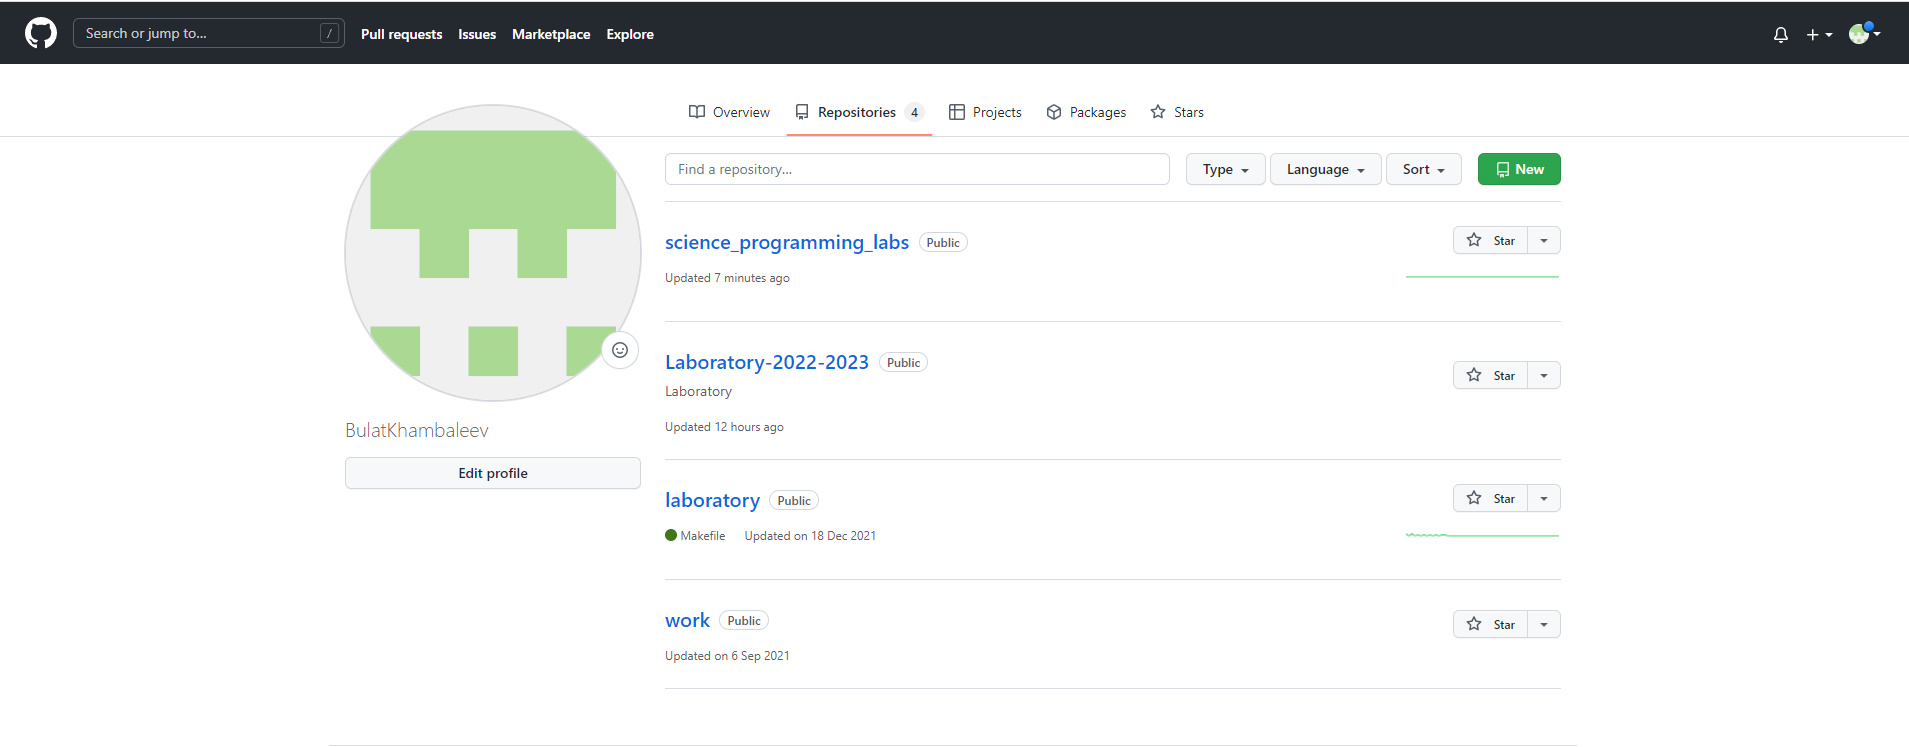 Search or jump to... / Pull requests Issues Marketplace Explore
Overview Repositories 4 Projects Packages Stars
Find a repository... Type Language Sort New
science_programming_labs Public Star
Updated 7 minutes ago
Laboratory-2022-2023 Public Star
Laboratory
Updated 12 hours ago
BulatKhambaleev
Edit profile
laboratory Public Star
Makefile Updated on 18 Dec 2021
work Public Star
Updated on 6 Sep 2021